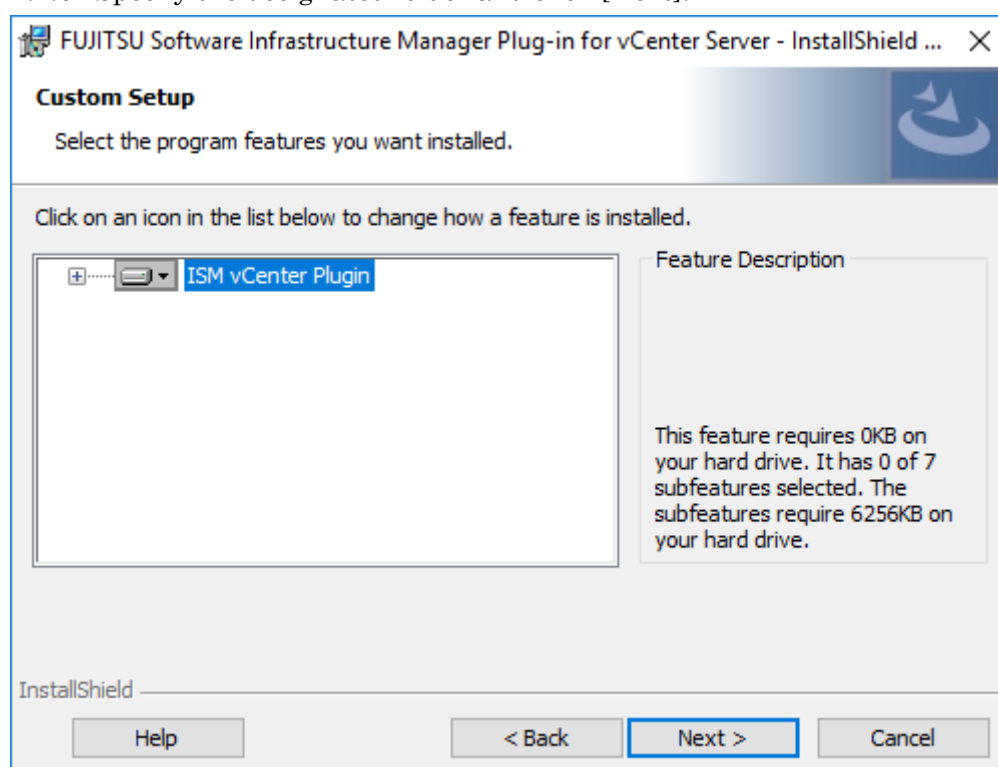 FUJITSU Software Infrastructure Manager Plug-in for vCenter Server - InstallShield ...
Custom Setup
Select the program features you want installed.
Click on an icon in the list below to change how a feature is installed.
ISM vCenter Plugin
Feature Description
This feature requires 0KB on
your hard drive. It has 0 of 7
subfeatures selected. The
subfeatures require 6256KB on
your hard drive.
InstallShield
Help
< Back
Next >
Cancel